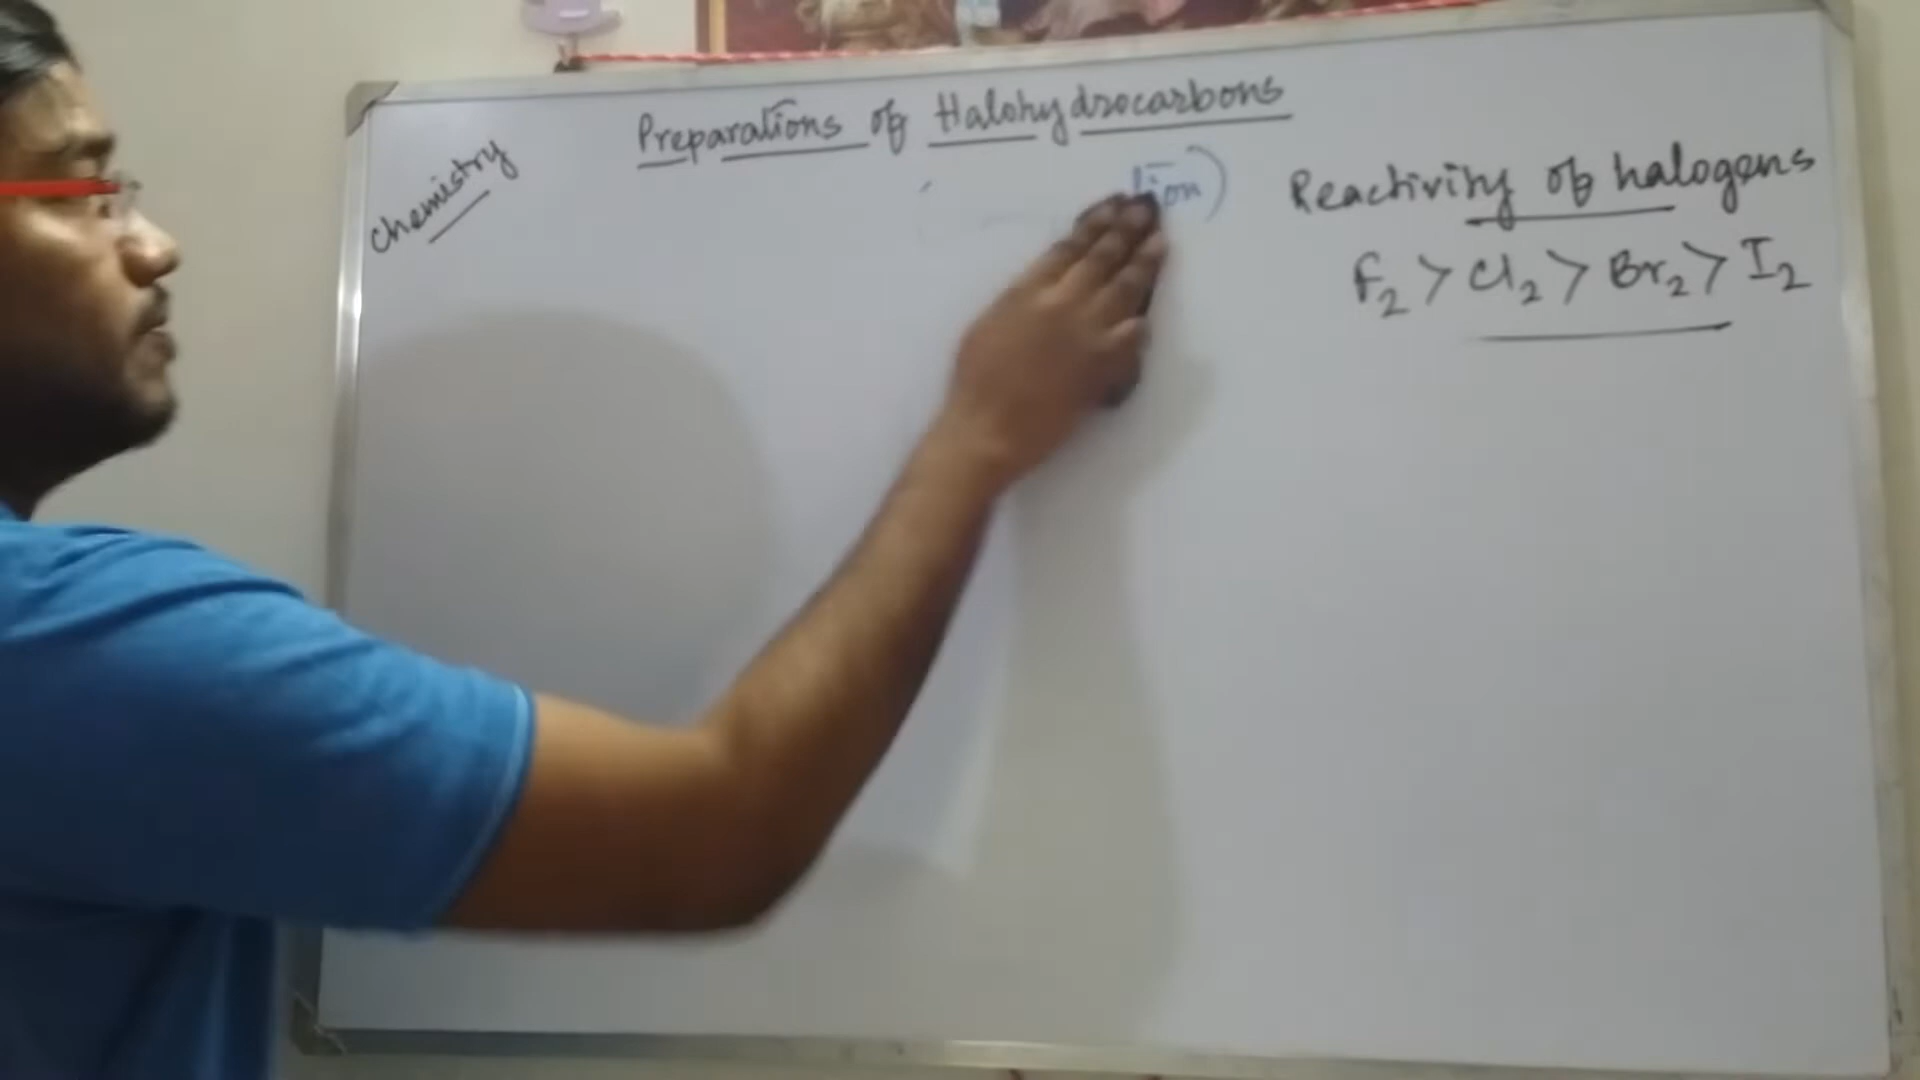 Preparations of Halohydrocarbons
Chemistry
tion)
Reactivity of halogens
F₂ > Cl₂ > Br₂ > I₂